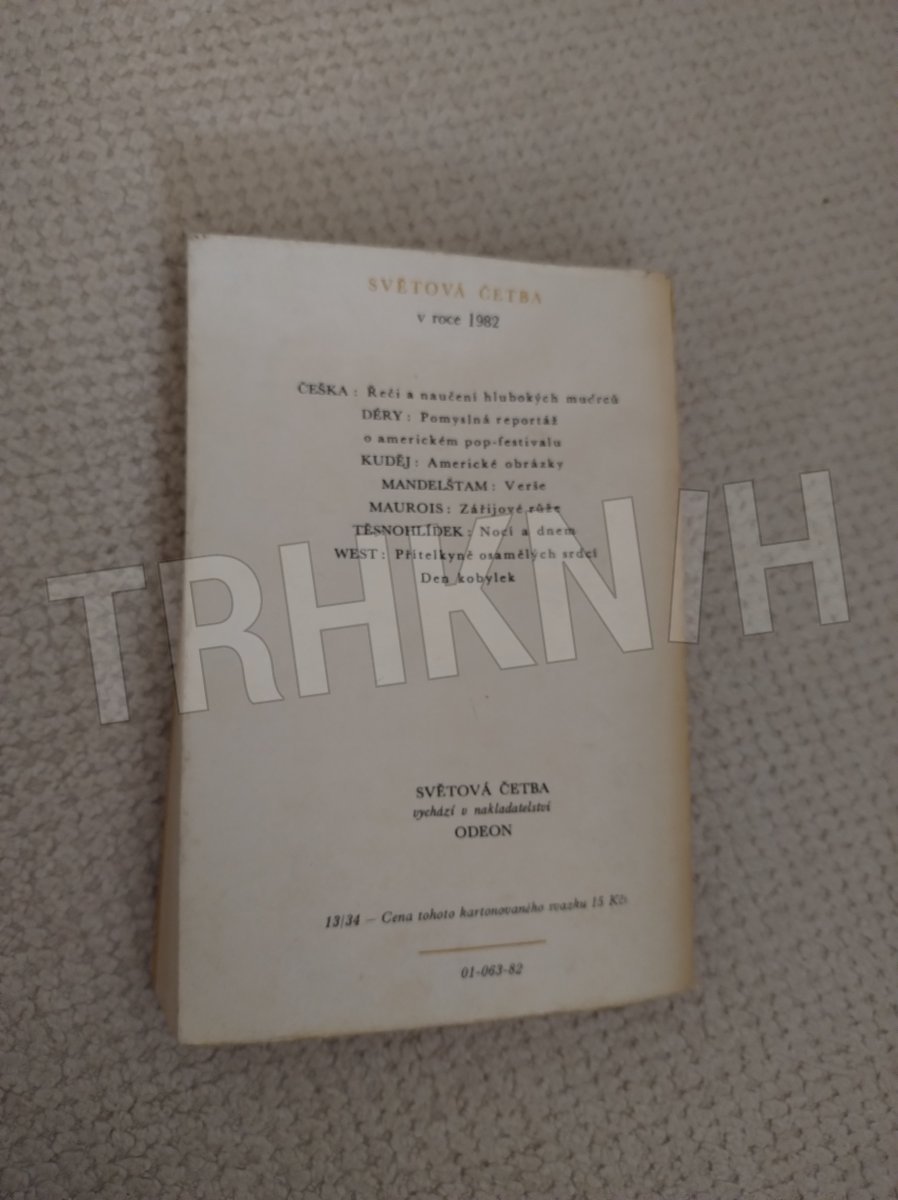 SVĚTOVÁ ČETBA
v roce 1982
ČEŠKA: Řeči a naučení hlubokých mudrců
DÉRY: Pomyslná reportáž
o americkém pop-festivalu
KUDĚJ: Americké obrázky
MANDELŠTAM: Verše
MAUROIS: Zářijové růže
TĚSNOHLÍDEK: Nocí a dnem
WEST: Přítelkyně osamělých srdcí
Den kobylek
TRHKNIH
SVĚTOVÁ ČETBA
vychází v nakladatelství
ODEON
13/34 — Cena tohoto kartonovaného svazku 15 Kčs
01-063-82